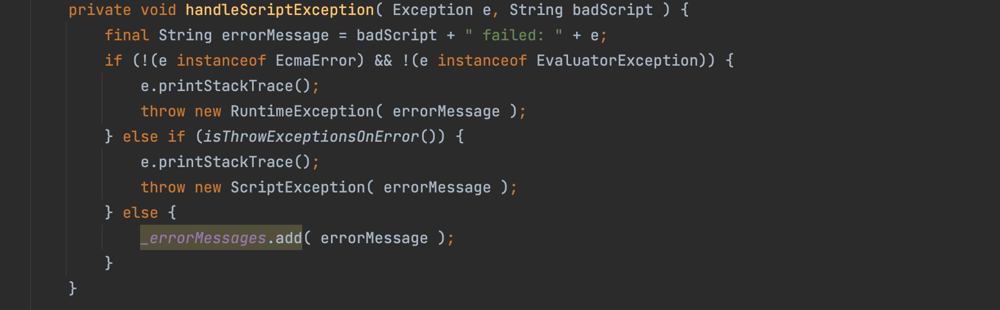 private void handleScriptException( Exception e, String badScript ) {
final String errorMessage = badScript + " failed: " + e;
if (!(e instanceof EcmaError) && !(e instanceof EvaluatorException)) {
e.printStackTrace();
throw new RuntimeException( errorMessage );
} else if (isThrowExceptionsOnError()) {
e.printStackTrace();
throw new ScriptException( errorMessage );
} else {
_errorMessages.add( errorMessage );
}
}